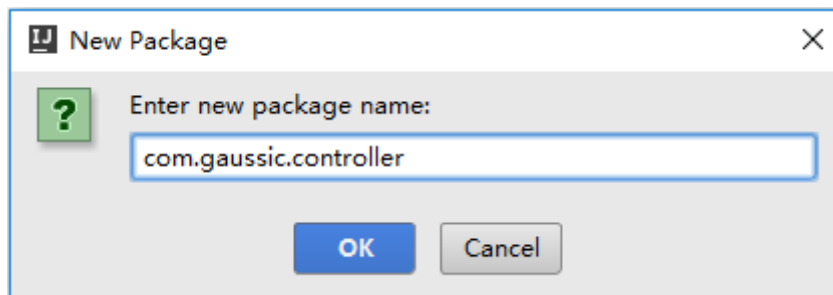 IJ New Package
Enter new package name:
com.gaussic.controller
OK Cancel